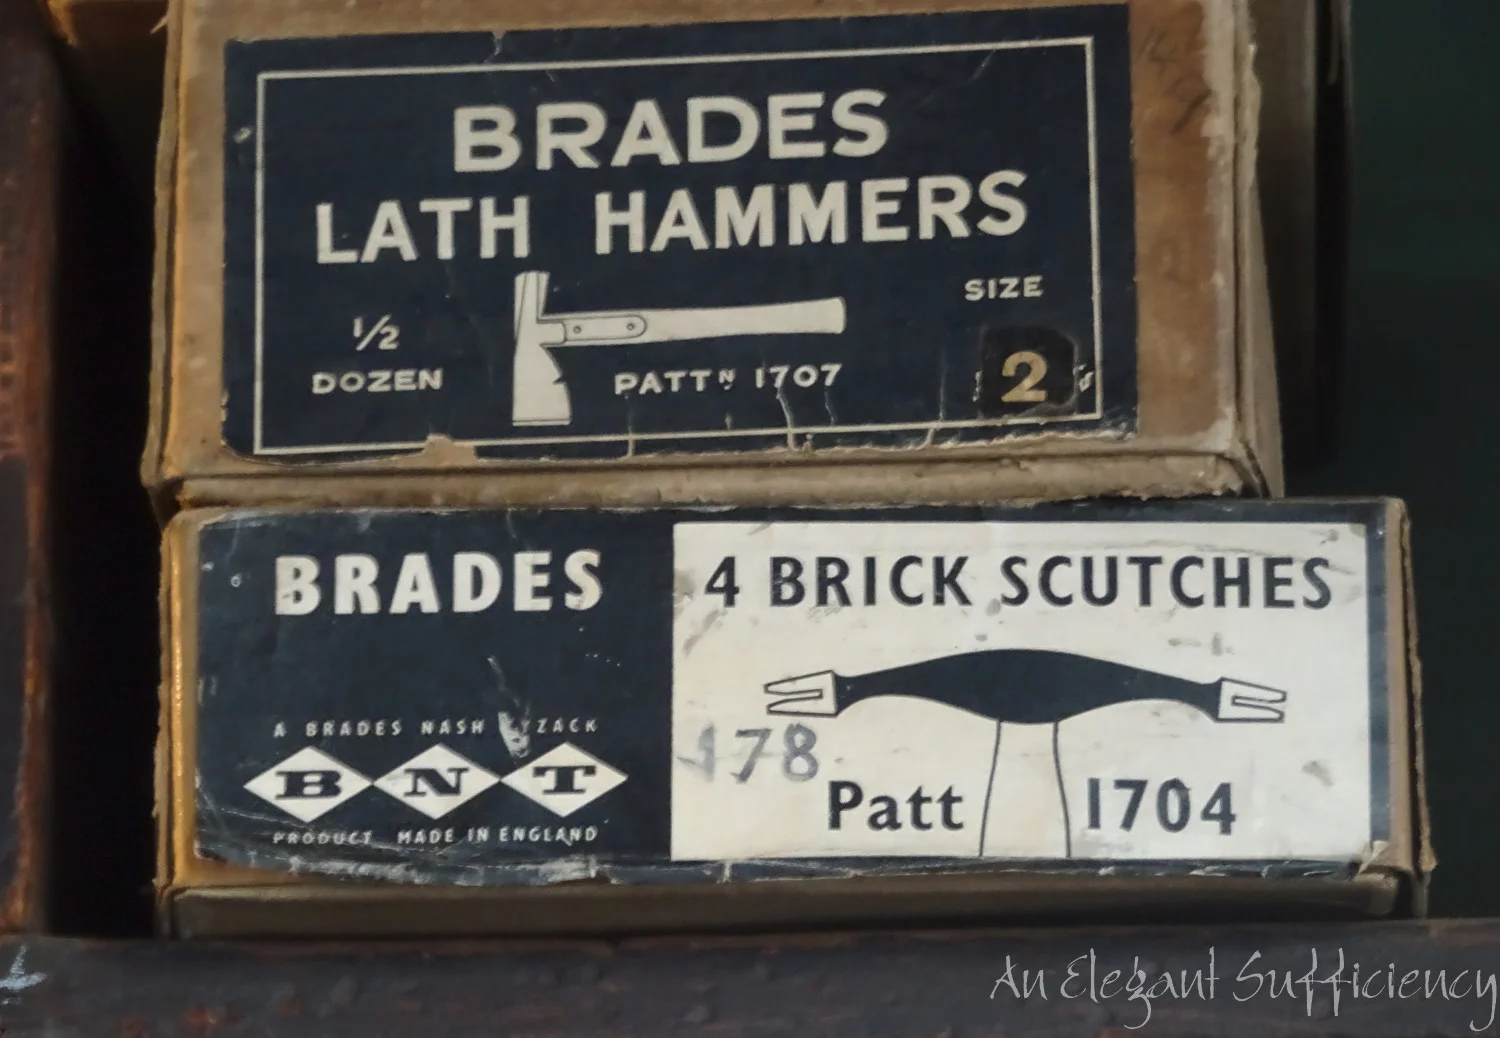 BRADES
LATH HAMMERS
SIZE
1/2
DOZEN
PATTN 1707
2
BRADES
4 BRICK SCUTCHES
A BRADES NASH TYZACK
B N T
PRODUCT MADE IN ENGLAND
178
Patt 1704
An Elegant Sufficiency